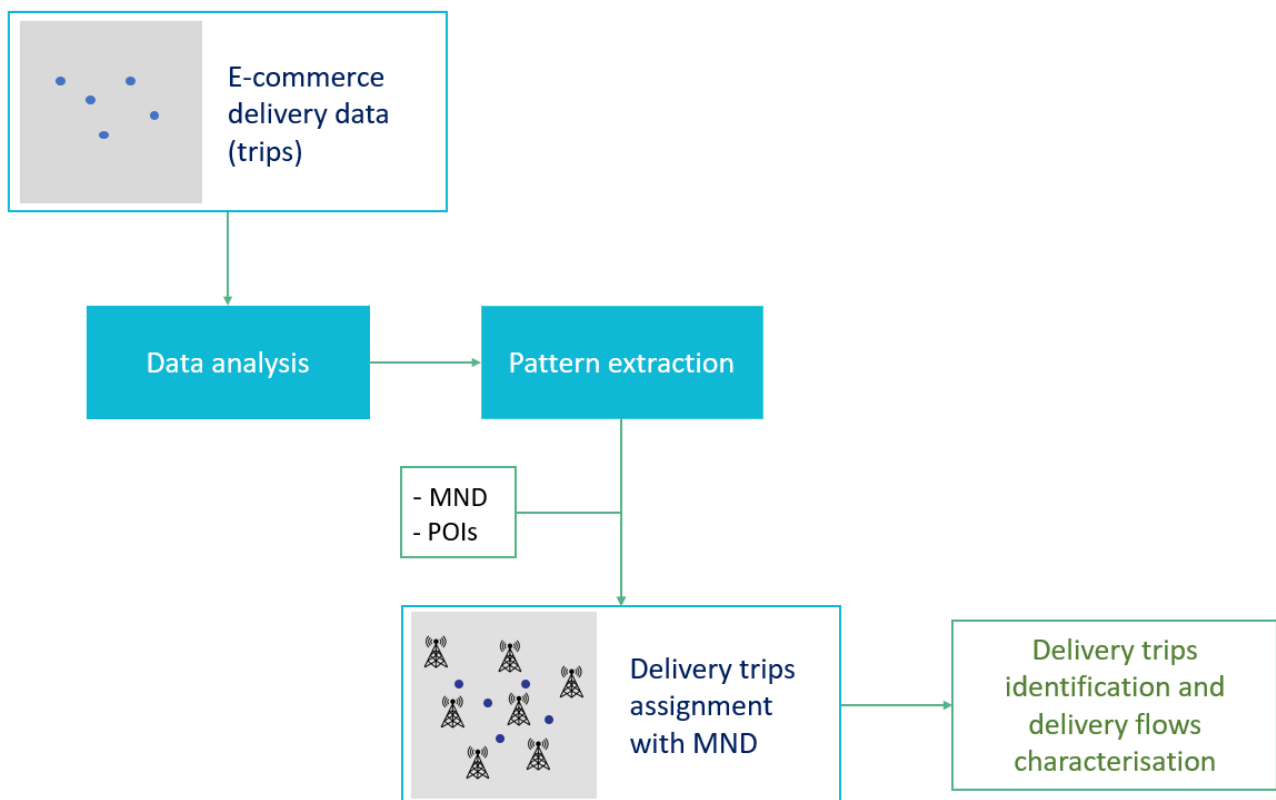 E-commerce
delivery data
(trips)
Data analysis
Pattern extraction
- MND
- POIs
Delivery trips
assignment
with MND
Delivery trips
identification and
delivery flows
characterisation